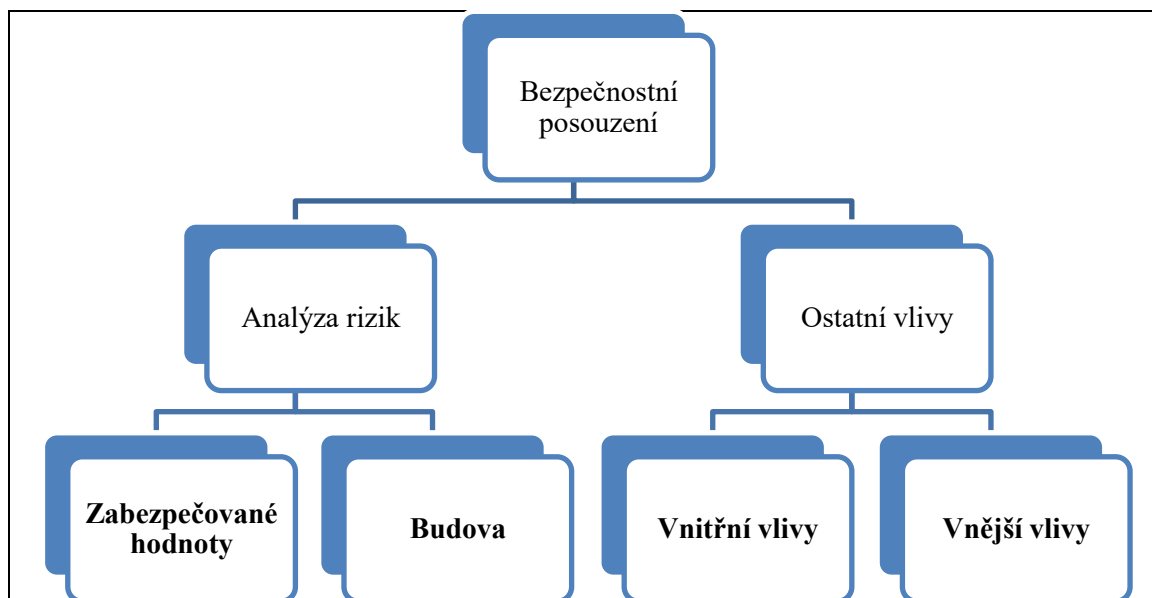 Bezpečnostní
posouzení
Analýza rizik
Ostatní vlivy
Zabezpečované
hodnoty
Budova
Vnitřní vlivy
Vnější vlivy